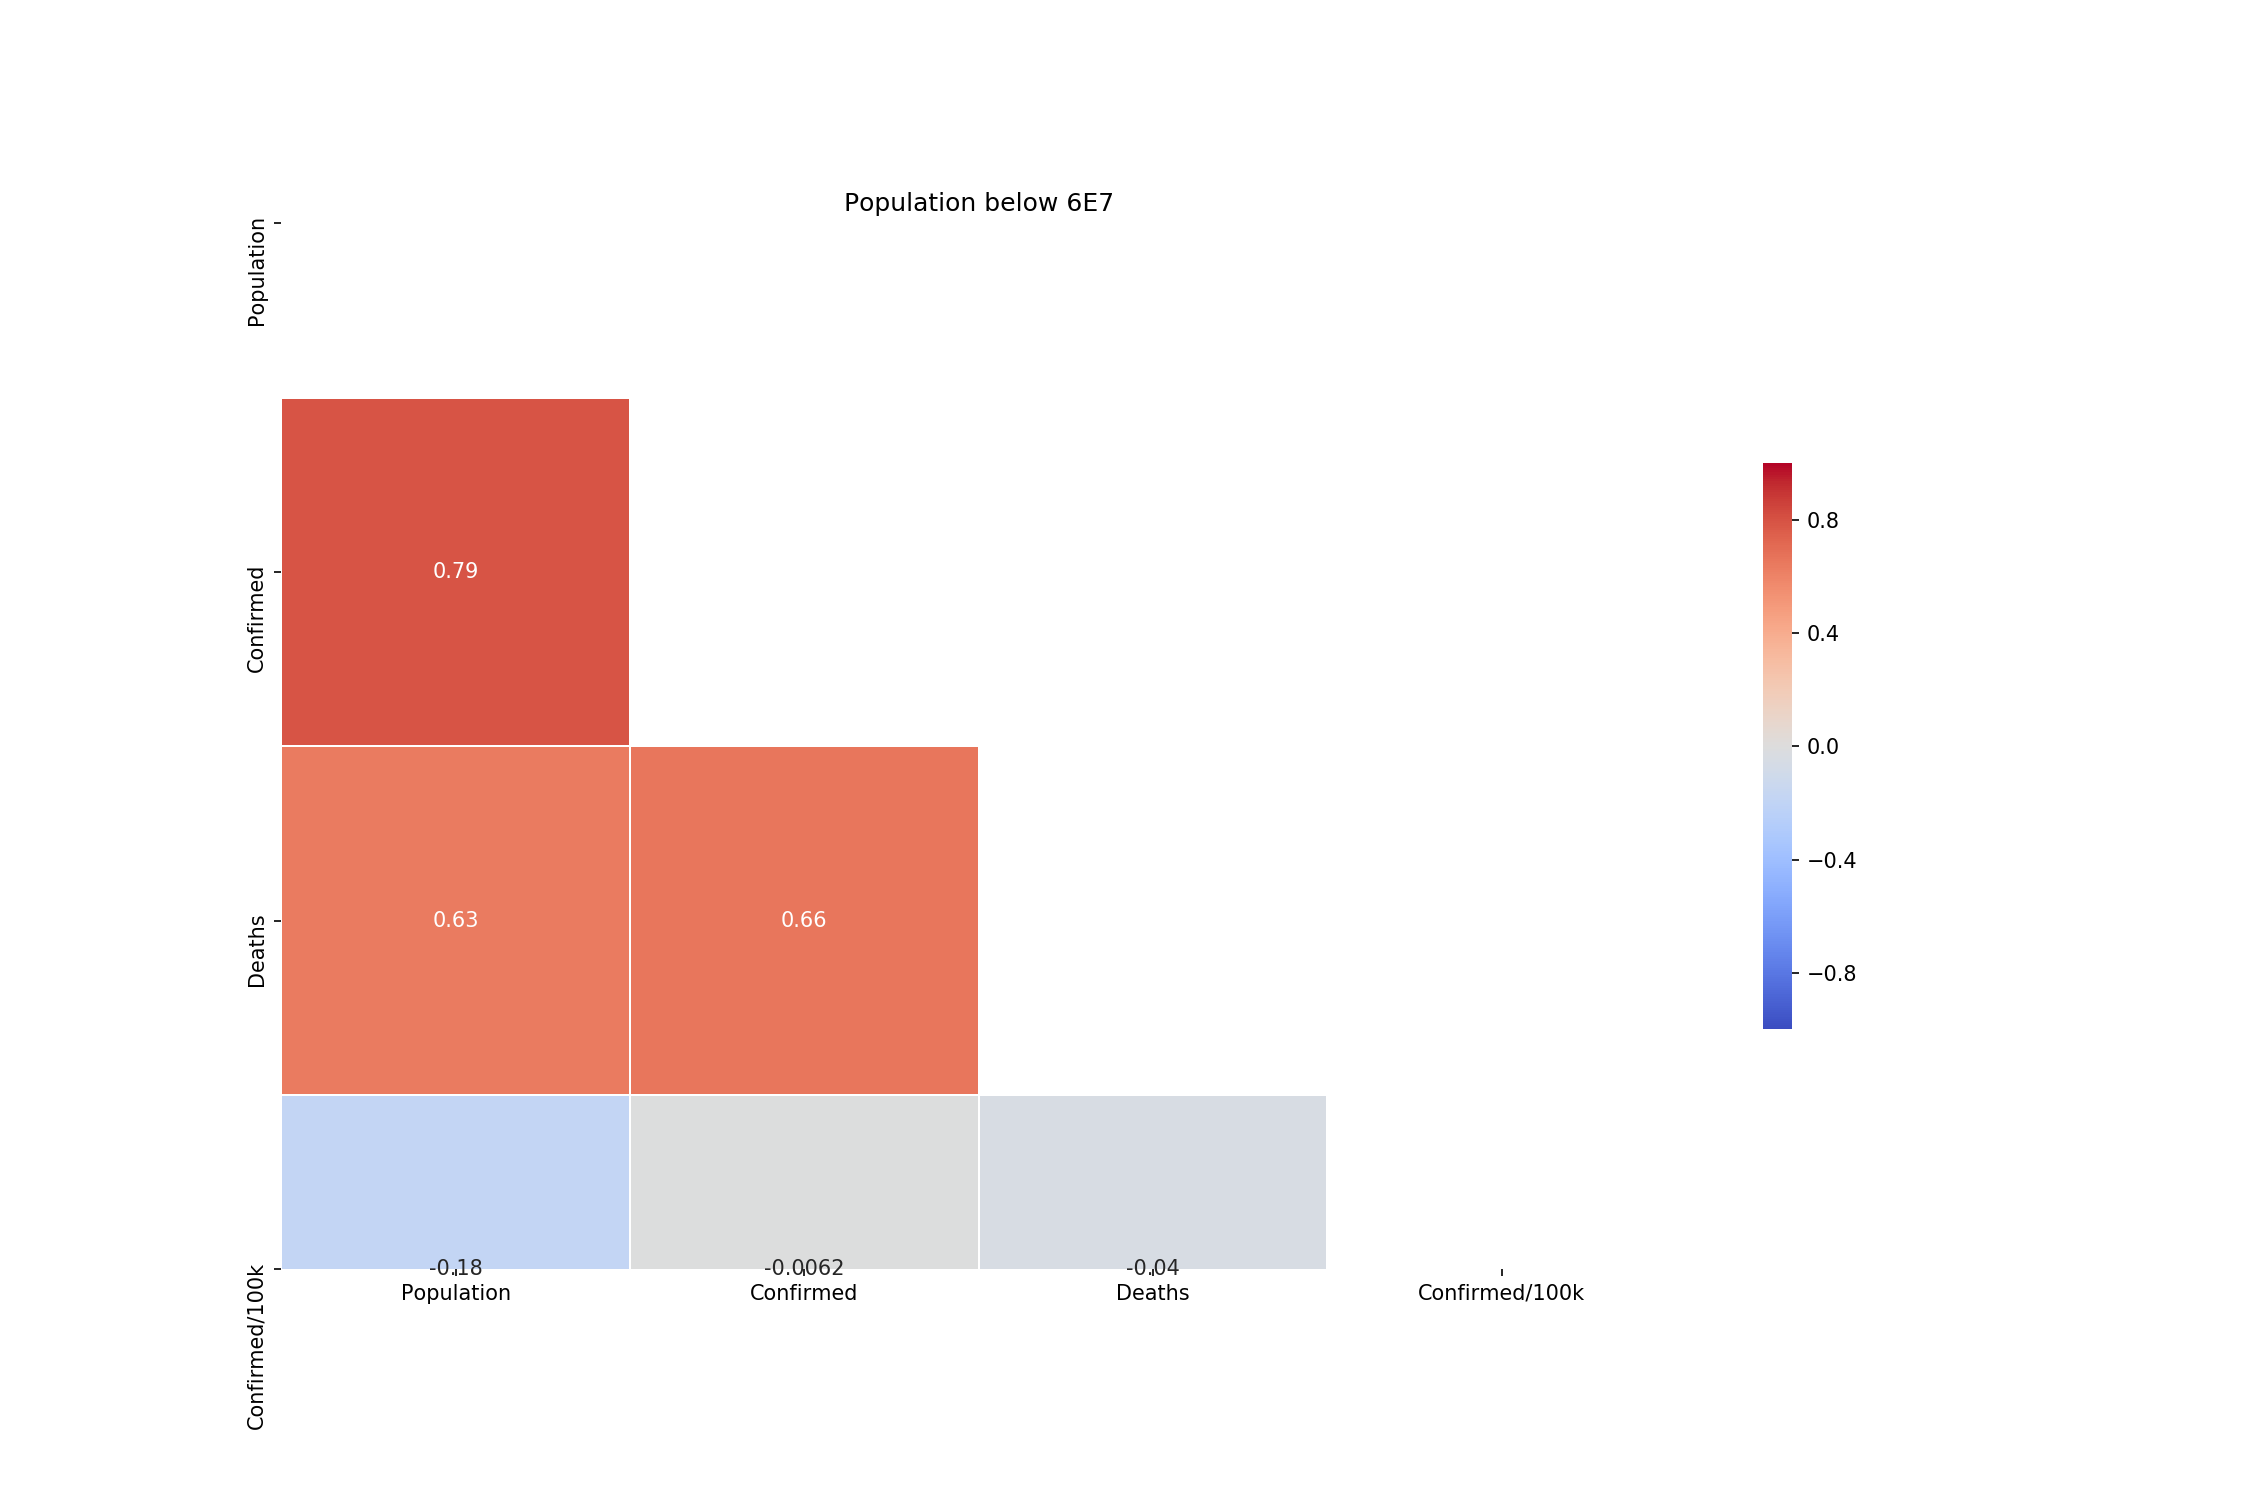 Population below 6E7
Population
Confirmed
0.79
Deaths
0.63 0.66
Confirmed/100k
-0.18 -0.0062 -0.04
Population Confirmed Deaths Confirmed/100k
0.8
0.4
0.0
−0.4
−0.8